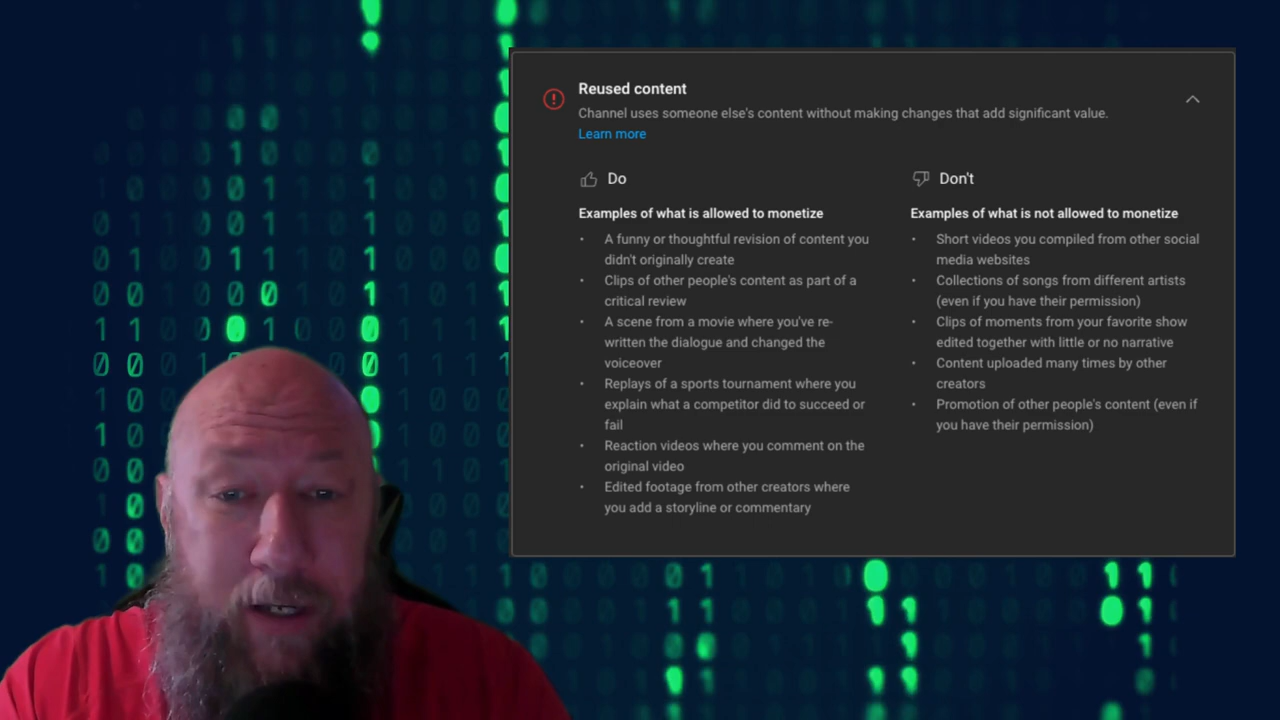 Reused content
Channel uses someone else's content without making changes that add significant value.
Learn more
Do
Examples of what is allowed to monetize
• A funny or thoughtful revision of content you
didn't originally create
• Clips of other people's content as part of a
critical review
• A scene from a movie where you've re-
written the dialogue and changed the
voiceover
• Replays of a sports tournament where you
explain what a competitor did to succeed or
fail
• Reaction videos where you comment on the
original video
• Edited footage from other creators where
you add a storyline or commentary
Don't
Examples of what is not allowed to monetize
• Short videos you compiled from other social
media websites
• Collections of songs from different artists
(even if you have their permission)
• Clips of moments from your favorite show
edited together with little or no narrative
• Content uploaded many times by other
creators
• Promotion of other people's content (even if
you have their permission)